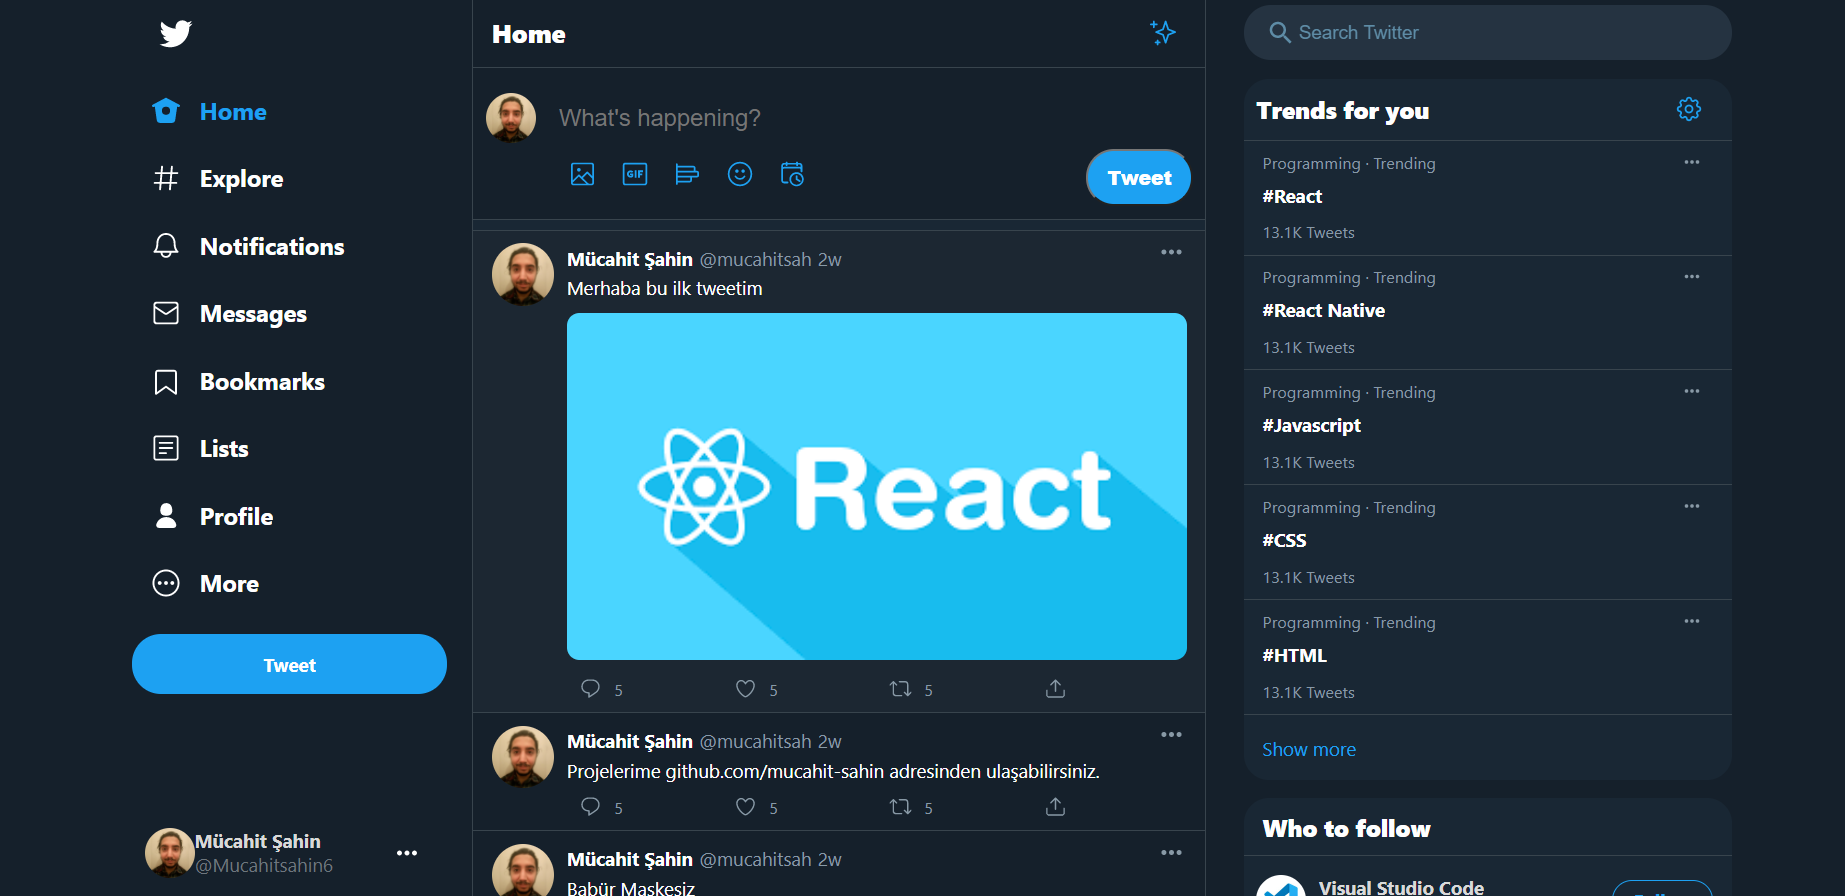 Home
Explore
Notifications
Messages
Bookmarks
Lists
Profile
More
Tweet
Mücahit Şahin
@Mucahitsahin6
Home
What's happening?
GIF
Tweet
Mücahit Şahin @mucahitsah 2w
Merhaba bu ilk tweetim
React
5 5 5
Mücahit Şahin @mucahitsah 2w
Projelerime github.com/mucahit-sahin adresinden ulaşabilirsiniz.
5 5 5
Mücahit Şahin @mucahitsah 2w
Babür Maskesiz
Search Twitter
Trends for you
Programming · Trending
#React
13.1K Tweets
Programming · Trending
#React Native
13.1K Tweets
Programming · Trending
#Javascript
13.1K Tweets
Programming · Trending
#CSS
13.1K Tweets
Programming · Trending
#HTML
13.1K Tweets
Show more
Who to follow
Visual Studio Code